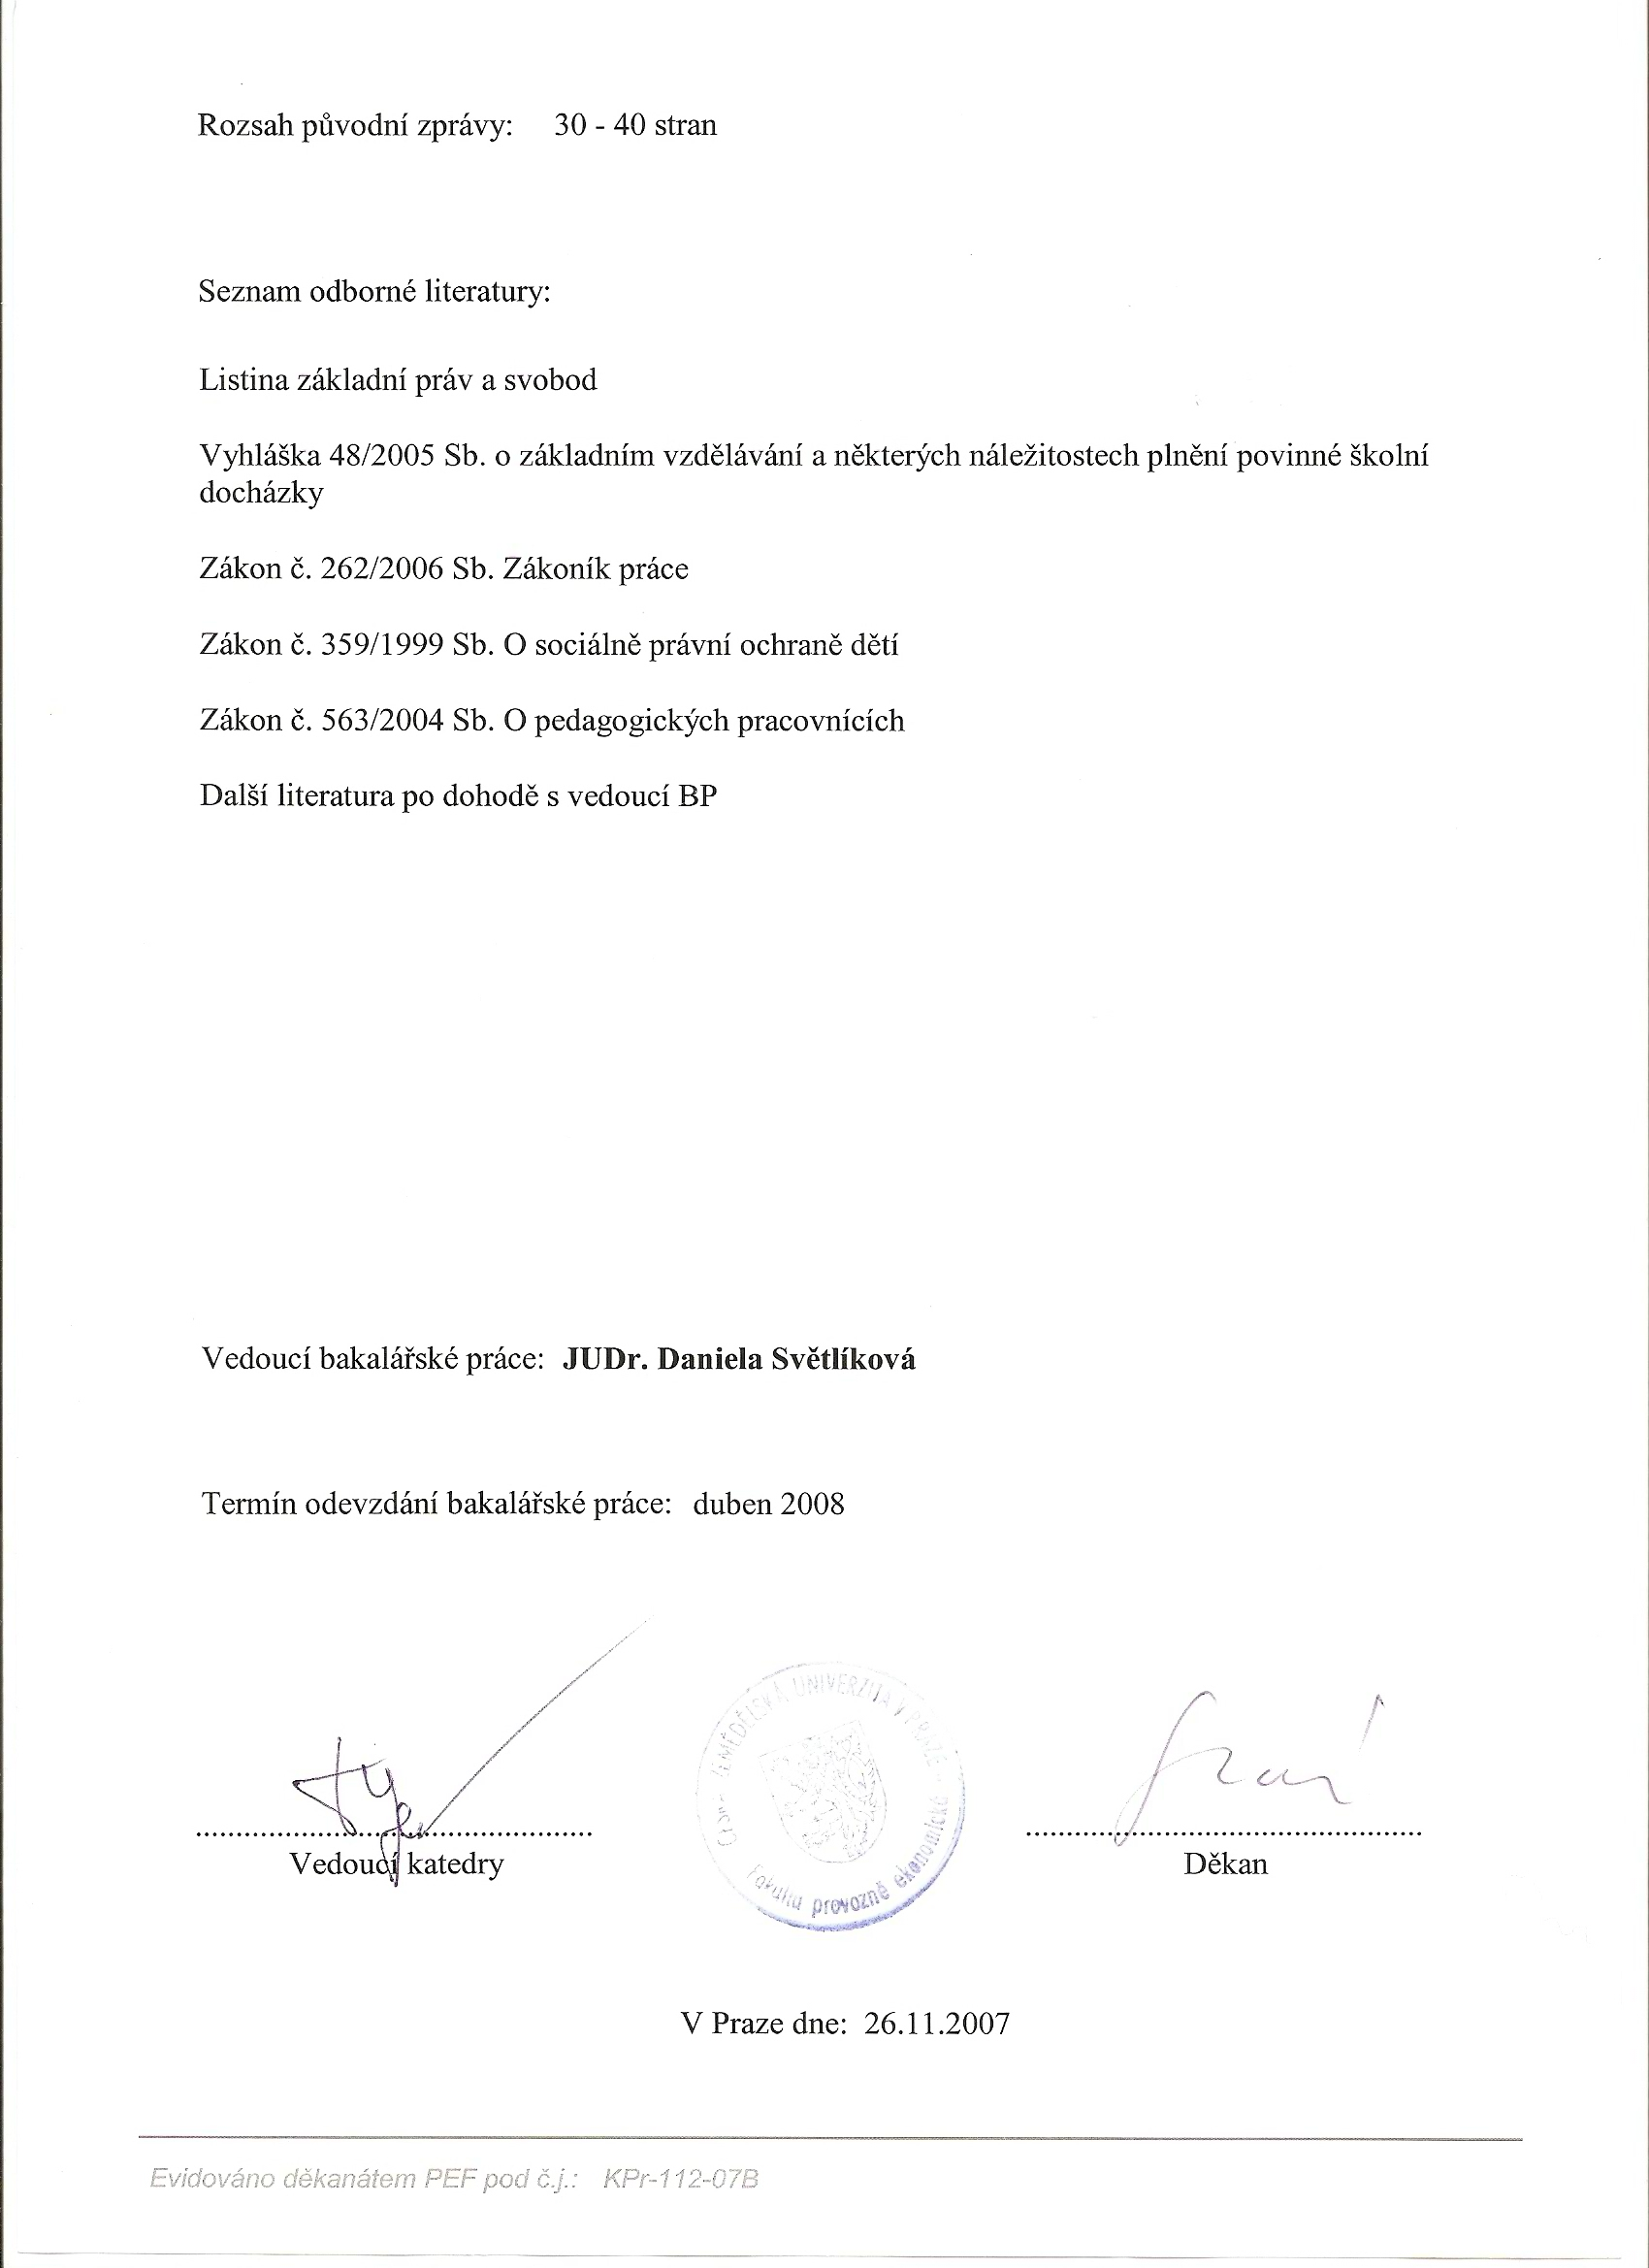 Rozsah původní zprávy: 30 - 40 stran
Seznam odborné literatury:
Listina základní práv a svobod
Vyhláška 48/2005 Sb. o základním vzdělávání a některých náležitostech plnění povinné školní
docházky
Zákon č. 262/2006 Sb. Zákoník práce
Zákon č. 359/1999 Sb. O sociálně právní ochraně dětí
Zákon č. 563/2004 Sb. O pedagogických pracovnících
Další literatura po dohodě s vedoucí BP
Vedoucí bakalářské práce: JUDr. Daniela Světlíková
Termín odevzdání bakalářské práce: duben 2008
UNIVERZITA V PRAZE
provozně ekonomické
Vedoucí katedry
Děkan
V Praze dne: 26.11.2007
Evidováno děkanátem PEF pod č.j.: KPr-112-07B